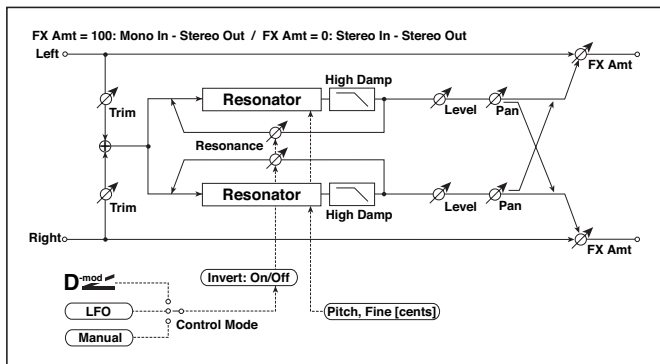 FX Amt = 100: Mono In - Stereo Out / FX Amt = 0: Stereo In - Stereo Out
Left
FX Amt
High Damp
Resonator
Trim
Level
Pan
Resonance
Resonator
Trim
High Damp
Level
Pan
Right
FX Amt
Invert: On/Off
D-mod
LFO
Control Mode
Pitch, Fine [cents]
Manual